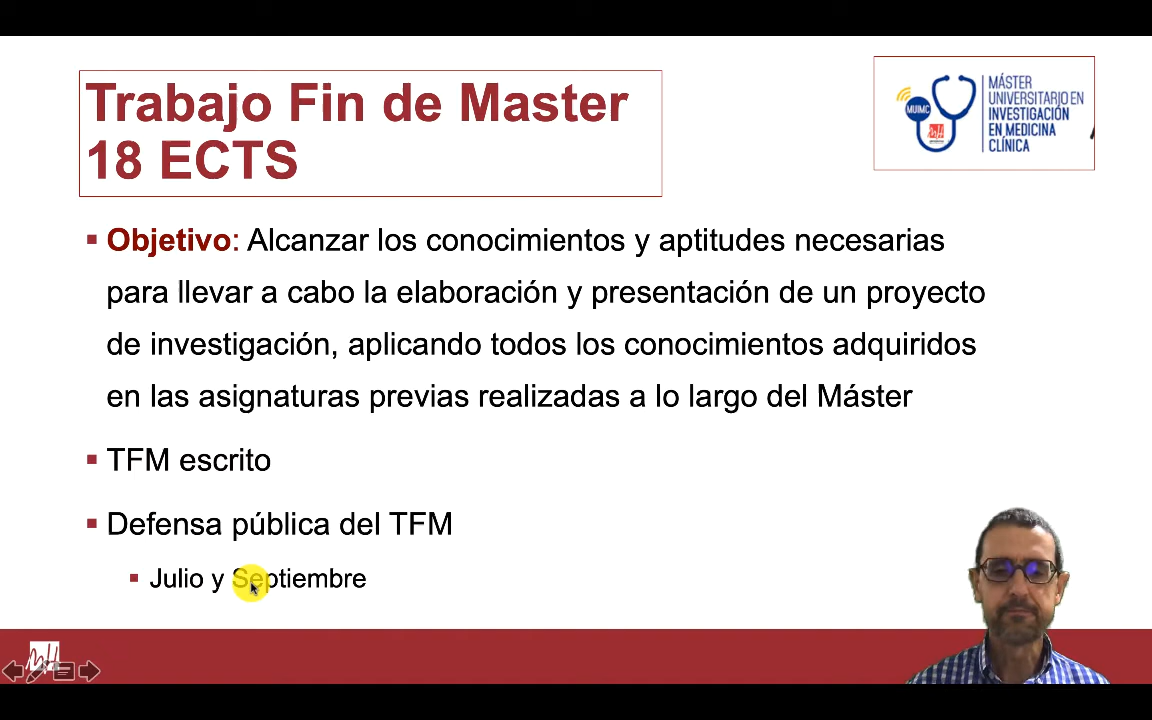 Trabajo Fin de Master
18 ECTS
MUIMC
MÁSTER
UNIVERSITARIO EN
INVESTIGACIÓN
EN MEDICINA
CLÍNICA
Objetivo: Alcanzar los conocimientos y aptitudes necesarias
para llevar a cabo la elaboración y presentación de un proyecto
de investigación, aplicando todos los conocimientos adquiridos
en las asignaturas previas realizadas a lo largo del Máster
TFM escrito
Defensa pública del TFM
Julio y Septiembre